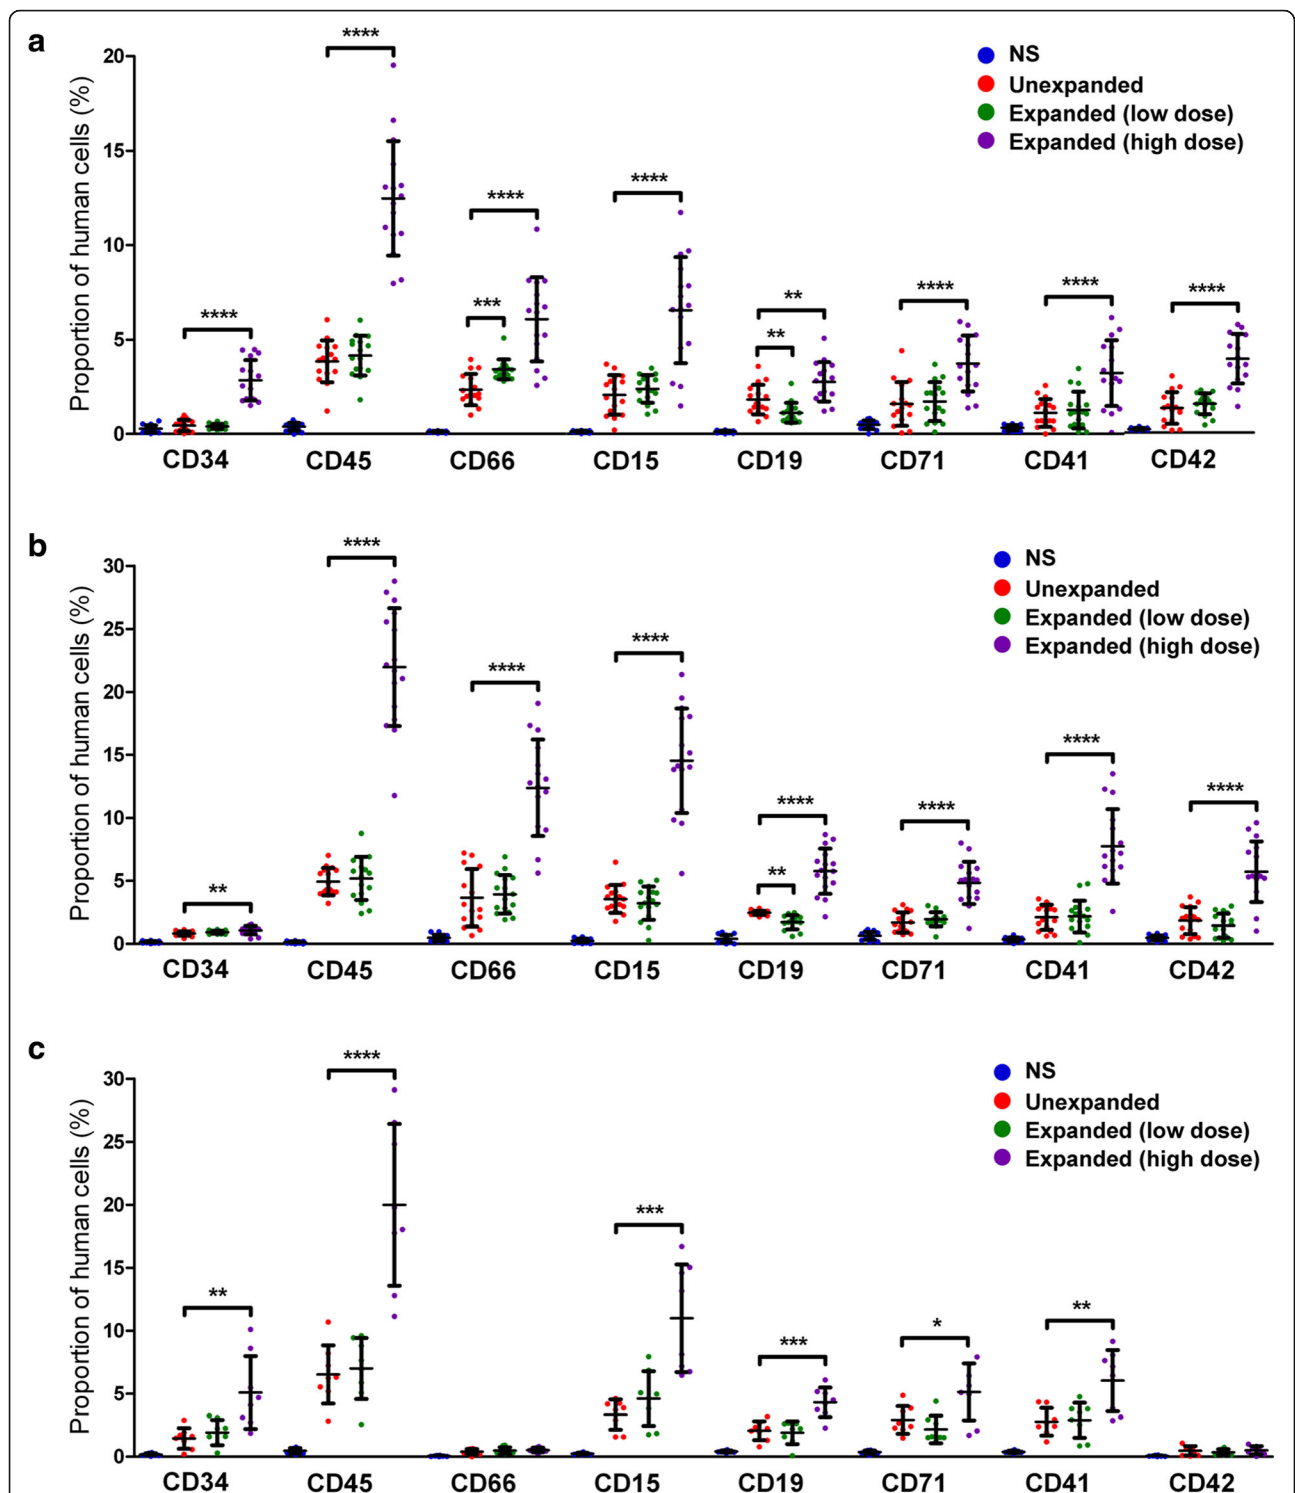 a
****
20
NS
Unexpanded
Expanded (low dose)
Expanded (high dose)
Proportion of human cells (%)
15
****
****
10
****
****
****
****
***
**
**
5
0
CD34 CD45 CD66 CD15 CD19 CD71 CD41 CD42
b
****
30
NS
Unexpanded
Expanded (low dose)
Expanded (high dose)
Proportion of human cells (%)
25
****
****
20
15
****
****
****
****
10
**
**
5
0
CD34 CD45 CD66 CD15 CD19 CD71 CD41 CD42
c
****
30
NS
Unexpanded
Expanded (low dose)
Expanded (high dose)
Proportion of human cells (%)
25
20
***
15
**
**
*
***
10
5
0
CD34 CD45 CD66 CD15 CD19 CD71 CD41 CD42